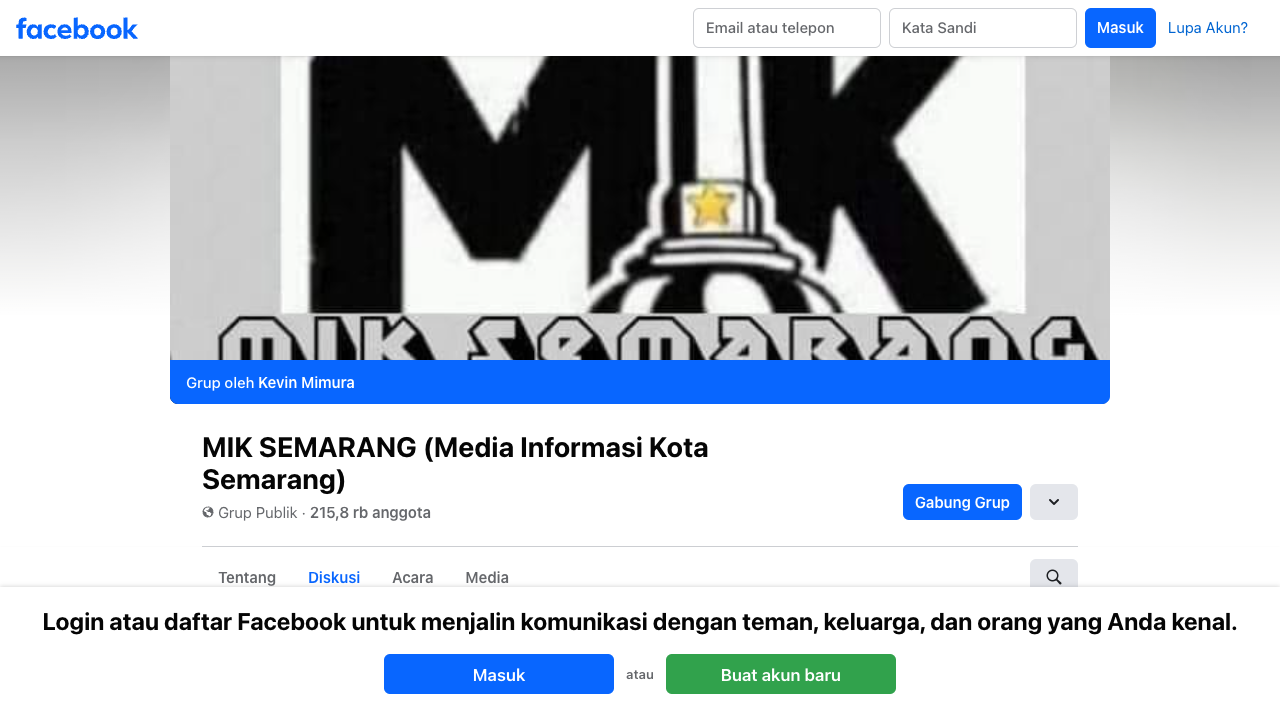 facebook
Email atau telepon
Kata Sandi
Masuk
Lupa Akun?
MIK
MIK SEMARANG
Grup oleh Kevin Mimura
MIK SEMARANG (Media Informasi Kota
Semarang)
Grup Publik · 215,8 rb anggota
Gabung Grup
Tentang
Diskusi
Acara
Media
Login atau daftar Facebook untuk menjalin komunikasi dengan teman, keluarga, dan orang yang Anda kenal.
Masuk
atau
Buat akun baru